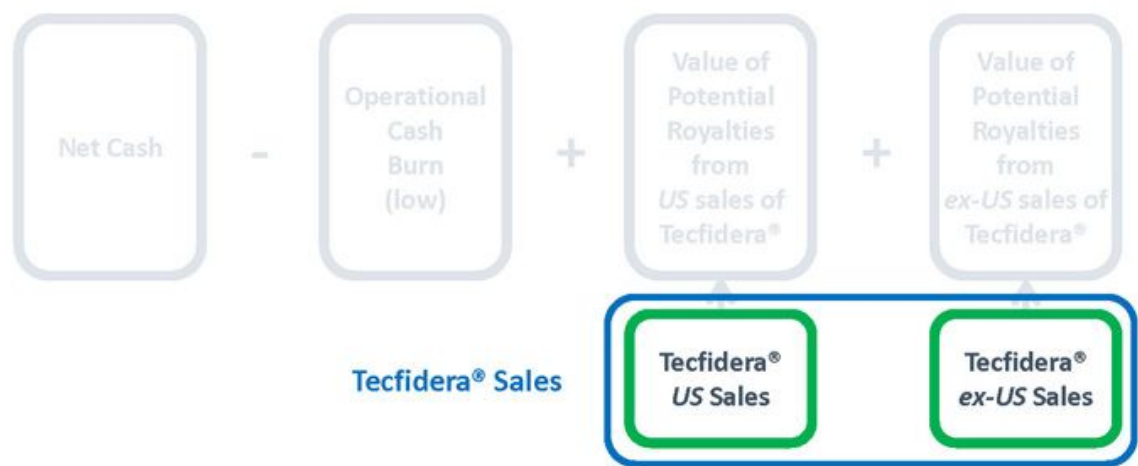 Net Cash
-
Operational
Cash
Burn
(low)
+
Value of
Potential
Royalties
from
US sales of
Tecfidera®
+
Value of
Potential
Royalties
from
ex-US sales of
Tecfidera®
Tecfidera® Sales
Tecfidera®
US Sales
Tecfidera®
ex-US Sales